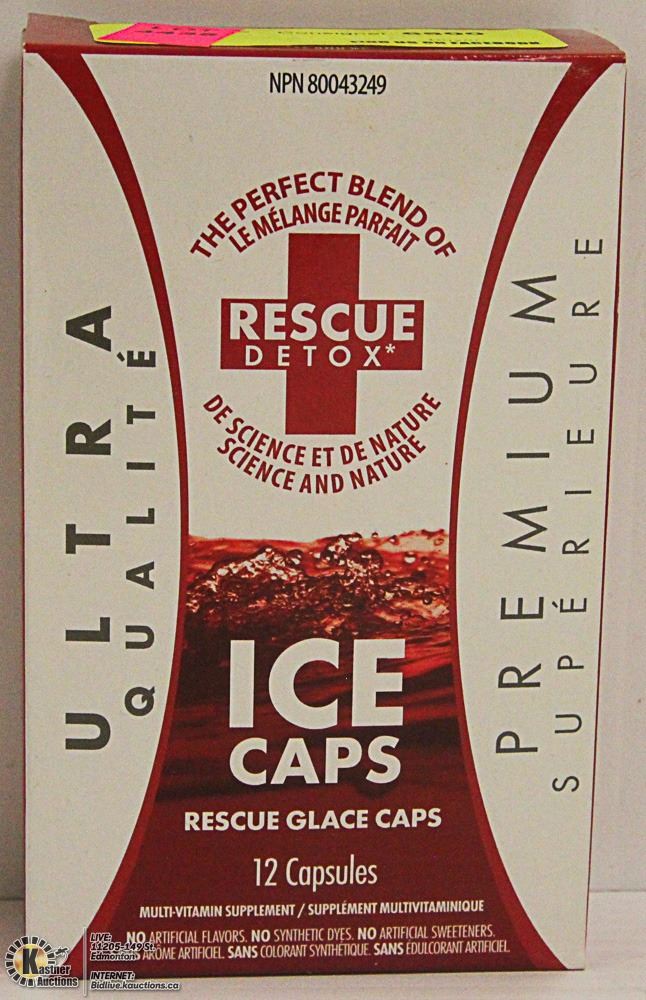 NPN 80043249
THE PERFECT BLEND OF
LE MÉLANGE PARFAIT
RESCUE
DETOX*
DE SCIENCE ET DE NATURE
SCIENCE AND NATURE
ULTRA
QUALITÉ
PREMIUM
SUPÉRIEURE
ICE
CAPS
RESCUE GLACE CAPS
12 Capsules
MULTI-VITAMIN SUPPLEMENT / SUPPLÉMENT MULTIVITAMINIQUE
NO ARTIFICIAL FLAVORS. NO SYNTHETIC DYES. NO ARTIFICIAL SWEETENERS.
ARÔME ARTIFICIEL. SANS COLORANT SYNTHÉTIQUE. SANS ÉDULCORANT ARTIFICIEL.
Kastner
Auctions
LIVE:
11205-149 St.
Edmonton
INTERNET:
Bidlive.kauctions.ca